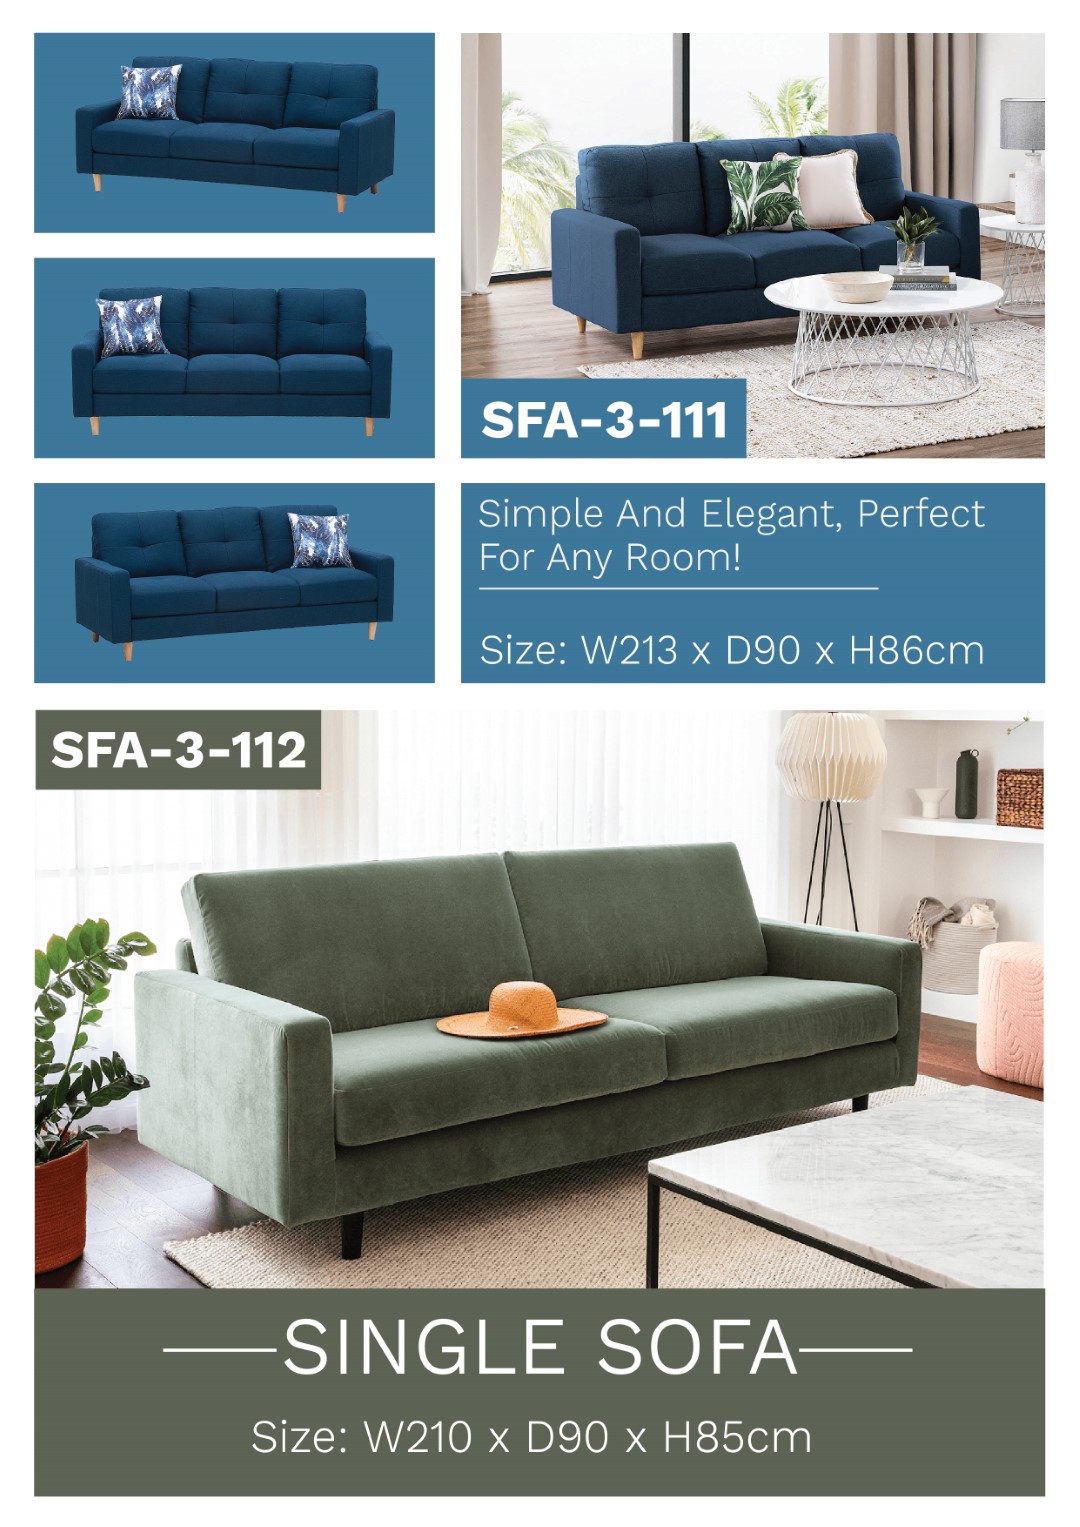 SFA-3-111
Simple And Elegant, Perfect
For Any Room!
Size: W213 x D90 x H86cm
SFA-3-112
SINGLE SOFA
Size: W210 x D90 x H85cm